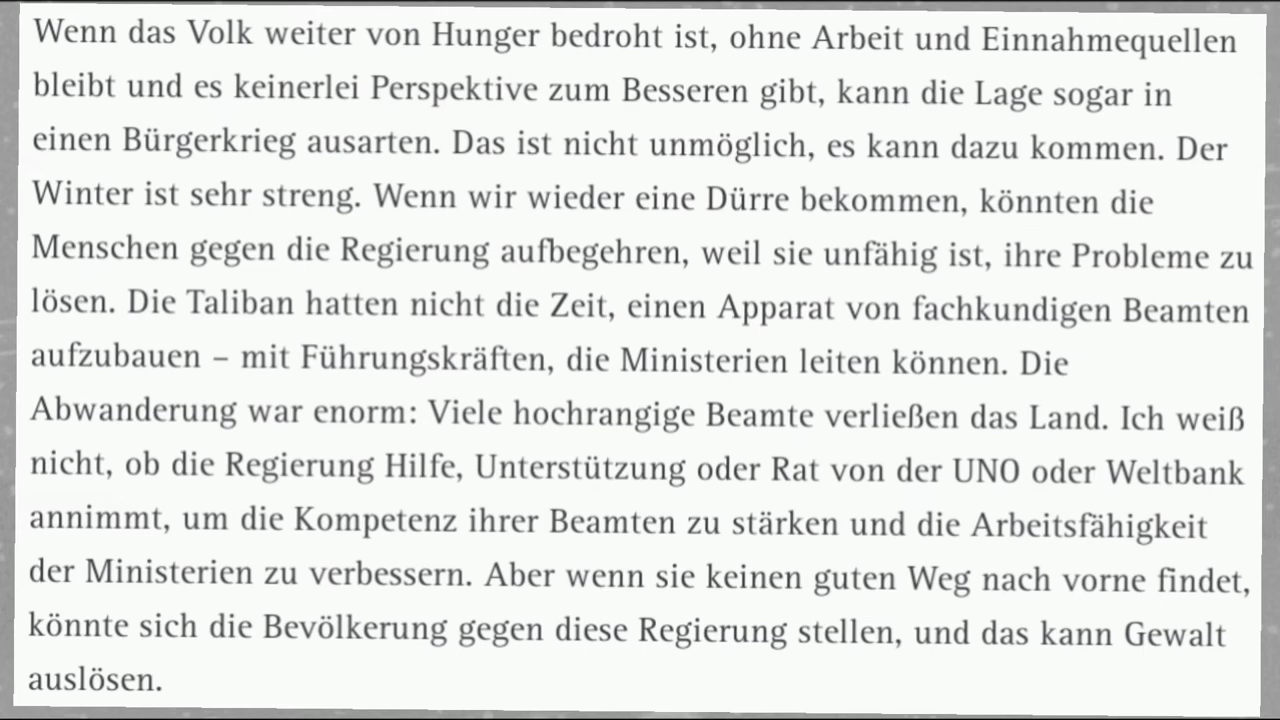 Wenn das Volk weiter von Hunger bedroht ist, ohne Arbeit und Einnahmequellen
bleibt und es keinerlei Perspektive zum Besseren gibt, kann die Lage sogar in
einen Bürgerkrieg ausarten. Das ist nicht unmöglich, es kann dazu kommen. Der
Winter ist sehr streng. Wenn wir wieder eine Dürre bekommen, könnten die
Menschen gegen die Regierung aufbegehren, weil sie unfähig ist, ihre Probleme zu
lösen. Die Taliban hatten nicht die Zeit, einen Apparat von fachkundigen Beamten
aufzubauen – mit Führungskräften, die Ministerien leiten können. Die
Abwanderung war enorm: Viele hochrangige Beamte verließen das Land. Ich weiß
nicht, ob die Regierung Hilfe, Unterstützung oder Rat von der UNO oder Weltbank
annimmt, um die Kompetenz ihrer Beamten zu stärken und die Arbeitsfähigkeit
der Ministerien zu verbessern. Aber wenn sie keinen guten Weg nach vorne findet,
könnte sich die Bevölkerung gegen diese Regierung stellen, und das kann Gewalt
auslösen.